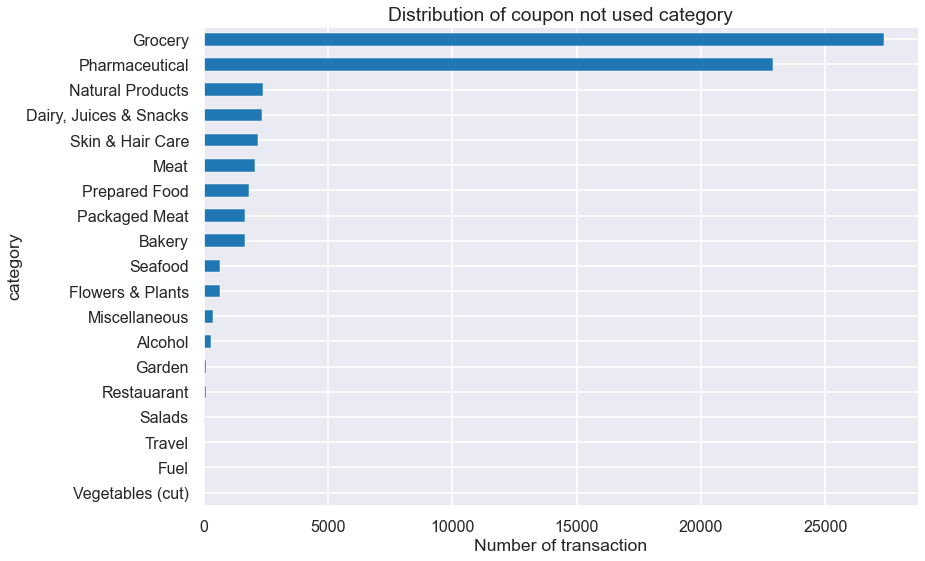 Distribution of coupon not used category
Grocery
Pharmaceutical
Natural Products
Dairy, Juices & Snacks
Skin & Hair Care
Meat
Prepared Food
Packaged Meat
Bakery
Seafood
Flowers & Plants
Miscellaneous
Alcohol
Garden
Restauarant
Salads
Travel
Fuel
Vegetables (cut)
category
0 5000 10000 15000 20000 25000
Number of transaction